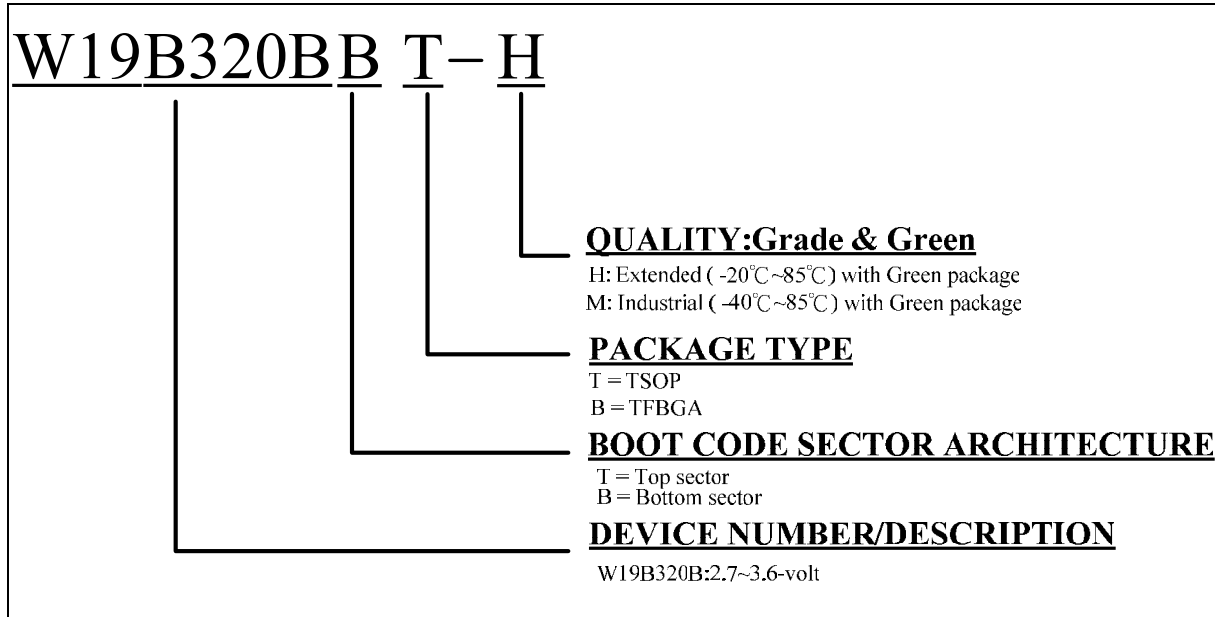 W19B320B B T - H
QUALITY:Grade & Green
H: Extended ( -20℃~85℃) with Green package
M: Industrial ( -40℃~85℃) with Green package
PACKAGE TYPE
T = TSOP
B = TFBGA
BOOT CODE SECTOR ARCHITECTURE
T = Top sector
B = Bottom sector
DEVICE NUMBER/DESCRIPTION
W19B320B:2.7~3.6-volt